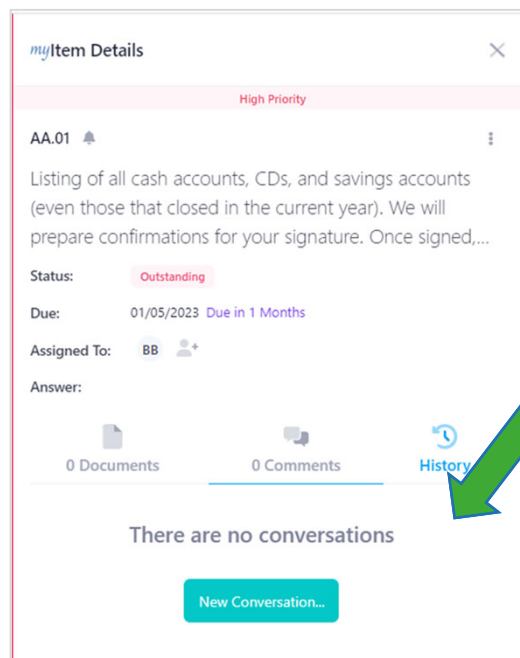 myItem Details
High Priority
AA.01
Listing of all cash accounts, CDs, and savings accounts
(even those that closed in the current year). We will
prepare confirmations for your signature. Once signed,...
Status: Outstanding
Due: 01/05/2023 Due in 1 Months
Assigned To: BB
Answer:
0 Documents 0 Comments History
There are no conversations
New Conversation...